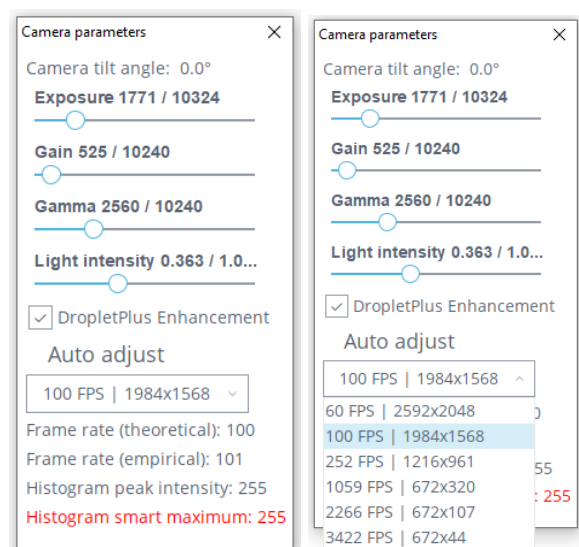 Camera parameters
Camera tilt angle: 0.0°
Exposure 1771 / 10324
Gain 525 / 10240
Gamma 2560 / 10240
Light intensity 0.363 / 1.0...
DropletPlus Enhancement
Auto adjust
100 FPS | 1984x1568
Frame rate (theoretical): 100
Frame rate (empirical): 101
Histogram peak intensity: 255
Histogram smart maximum: 255
Camera parameters
Camera tilt angle: 0.0°
Exposure 1771 / 10324
Gain 525 / 10240
Gamma 2560 / 10240
Light intensity 0.363 / 1.0...
DropletPlus Enhancement
Auto adjust
100 FPS | 1984x1568
60 FPS | 2592x2048
100 FPS | 1984x1568
252 FPS | 1216x961
55
1059 FPS | 672x320
: 255
2266 FPS | 672x107
3422 FPS | 672x44